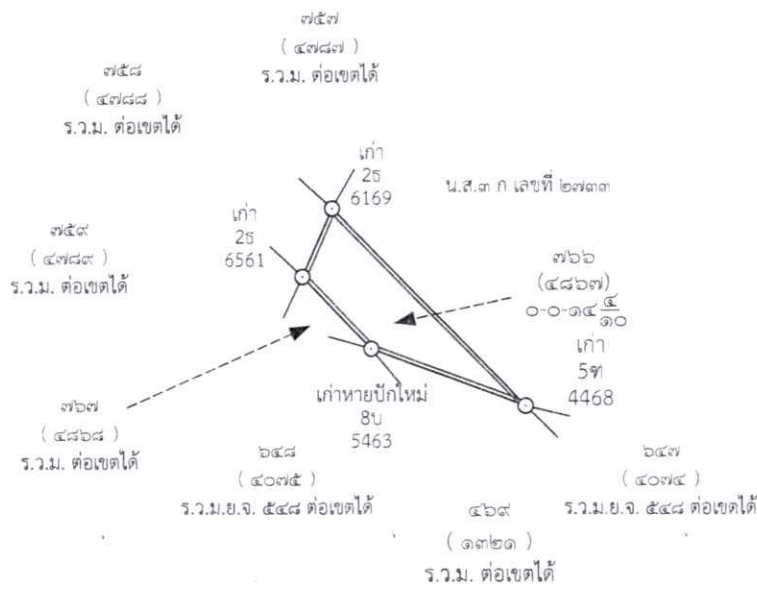 ๗๕๗
( ๔๗๘๗ )
ร.ว.ม. ต่อเขตได้
๗๕๘
( ๔๗๘๘ )
ร.ว.ม. ต่อเขตได้
เก่า
2ธ
6169
น.ส.๓ ก เลขที่ ๒๗๓๓
เก่า
2ธ
6561
๗๕๙
( ๔๗๘๙ )
ร.ว.ม. ต่อเขตได้
๗๖๖
(๔๘๖๗)
๐-๐-๑๔ ๕/๑๐
เก่า
5ฑ
4468
เก่าหายปักใหม่
8บ
5463
๗๖๗
( ๔๘๖๘ )
ร.ว.ม. ต่อเขตได้
๖๔๘
( ๔๐๗๕ )
ร.ว.ม.ย.จ. ๕๔๘ ต่อเขตได้
๖๔๗
( ๔๐๗๔ )
ร.ว.ม.ย.จ. ๕๔๘ ต่อเขตได้
๔๖๙
( ๑๓๒๑ )
ร.ว.ม. ต่อเขตได้